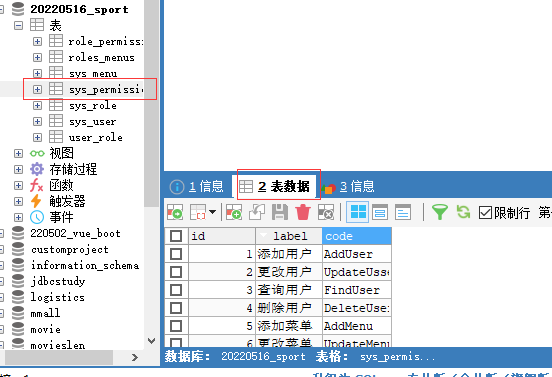 20220516_sport
表
role_permissi
roles_menus
sys_menu
sys_permissio
sys_role
sys_user
user_role
视图
存储过程
函数
触发器
事件
220502_vue_boot
customproject
information_schema
jdbcstudy
logistics
mmall
movie
movieslen
1 信息
2 表数据
3 信息
限制行 第一
id label code
1 添加用户 AddUser
2 更改用户 UpdateUsse
3 查询用户 FindUser
4 删除用户 DeleteUse
5 添加菜单 AddMenu
6 更改菜单 UpdateMenu
数据库: 20220516_sport 表格: sys_permis...